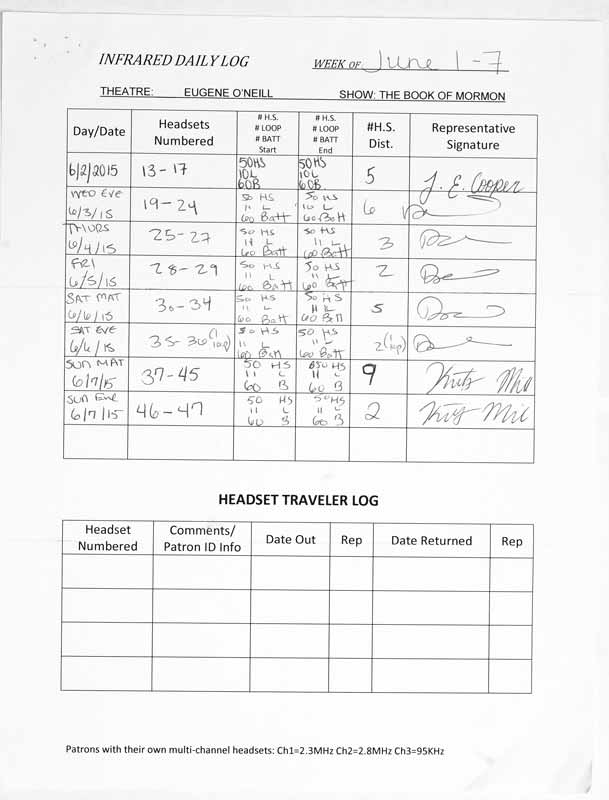 INFRARED DAILY LOG WEEK OF June 1-7
THEATRE: EUGENE O'NEILL SHOW: THE BOOK OF MORMON
Day/Date Headsets Numbered # H.S. # LOOP # BATT Start # H.S. # LOOP # BATT End #H.S. Dist. Representative Signature
6/2/2015 13-17 50HS 10L 60B 50HS 10L 60B. 5 J. E. Cooper
WED EVE 6/3/15 19-24 50 HS 11 L 60 Batt 50 HS 10 L 60 Batt 6
THURS 6/4/15 25-27 50 HS 11 L 60 Batt 50 HS 11 L 60 Batt 3
FRI 6/5/15 28-29 50 HS 11 L 60 Batt 50 HS 11 L 60 Batt 2
SAT MAT 6/6/15 30-34 50 HS 11 L 60 Batt 50 HS 11 L 60 Batt 5
SAT EVE 6/6/15 35-36 (1 loop) 50 HS 11 L 60 Batt 50 HS 11 L 60 Batt 2 (1 loop)
SUN MAT 6/7/15 37-45 50 HS 11 L 60 B 50 HS 11 L 60 B 9
SUN EVE 6/7/15 46-47 50 HS 11 L 60 B 50 HS 11 L 60 B 2
HEADSET TRAVELER LOG
Headset Numbered Comments/ Patron ID Info Date Out Rep Date Returned Rep
Patrons with their own multi-channel headsets: Ch1=2.3MHz Ch2=2.8MHz Ch3=95KHz